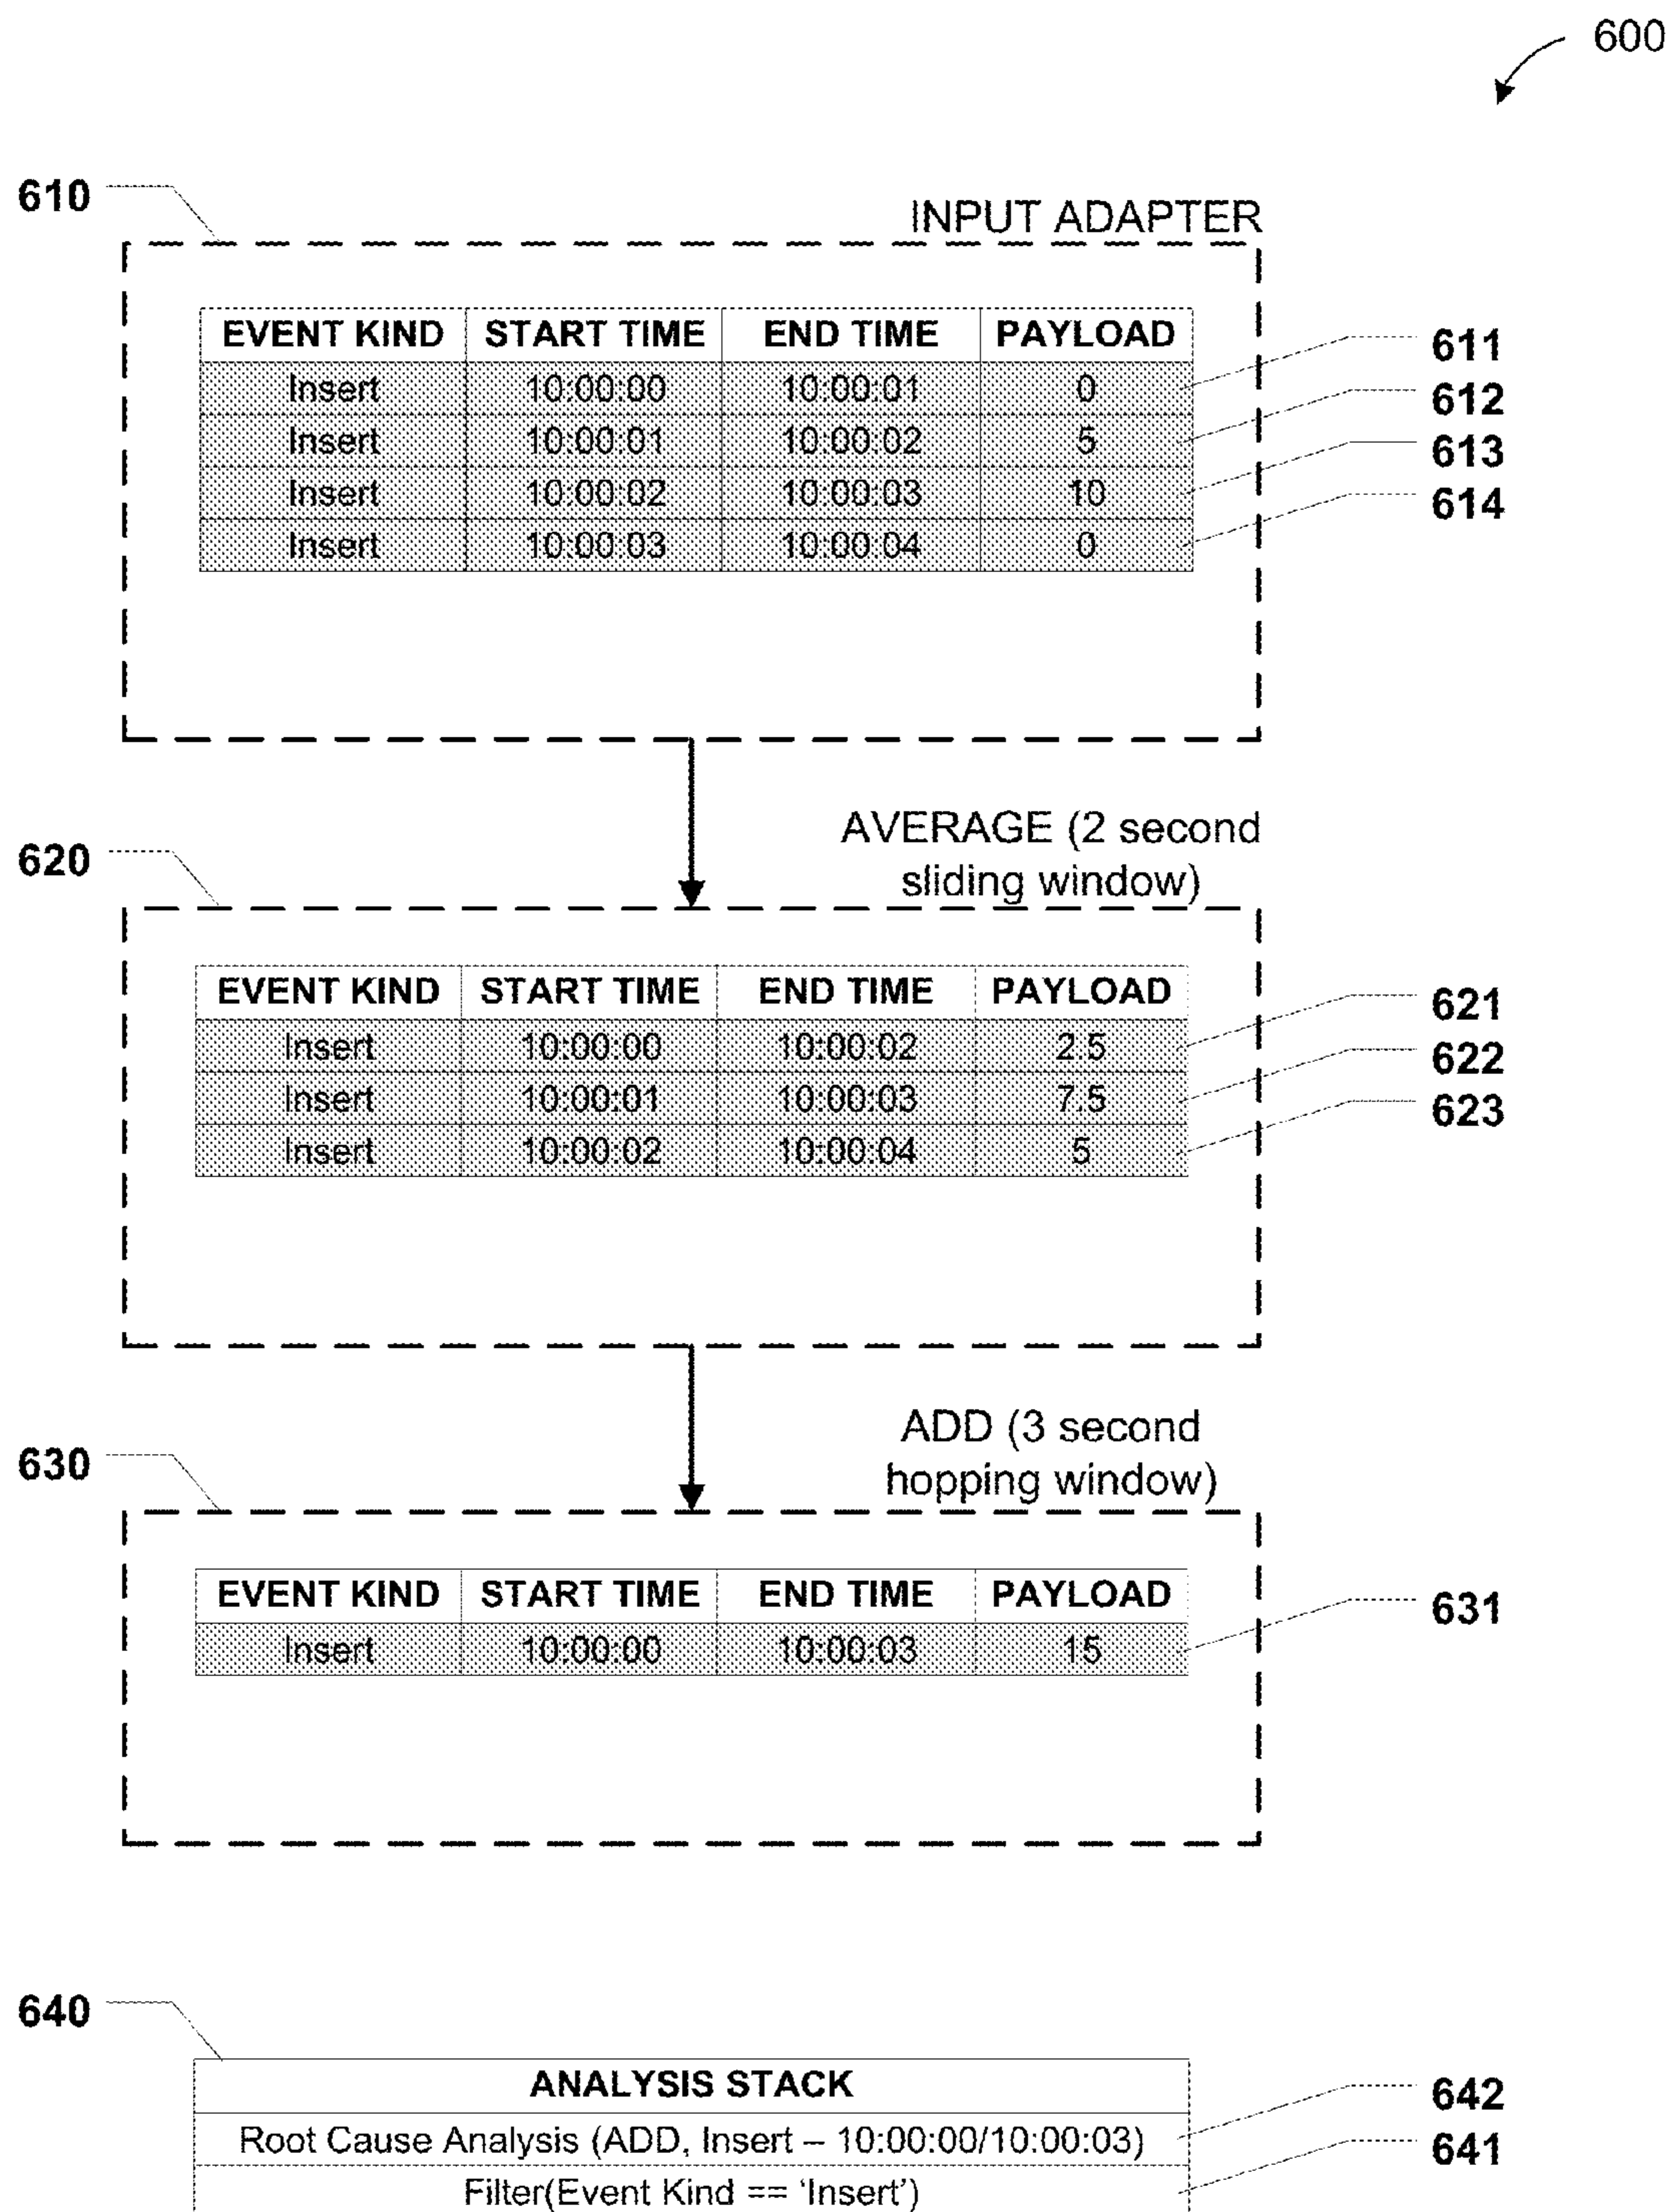 600
610
INPUT ADAPTER
EVENT KIND START TIME END TIME PAYLOAD
Insert 10:00:00 10:00:01 0
611
Insert 10:00:01 10:00:02 5
612
Insert 10:00:02 10:00:03 10
613
Insert 10:00:03 10:00:04 0
614
AVERAGE (2 second
sliding window)
620
EVENT KIND START TIME END TIME PAYLOAD
Insert 10:00:00 10:00:02 2.5
621
Insert 10:00:01 10:00:03 7.5
622
Insert 10:00:02 10:00:04 5
623
ADD (3 second
hopping window)
630
EVENT KIND START TIME END TIME PAYLOAD
Insert 10:00:00 10:00:03 15
631
640
ANALYSIS STACK
Root Cause Analysis (ADD, Insert – 10:00:00/10:00:03)
642
Filter(Event Kind == ‘Insert’)
641